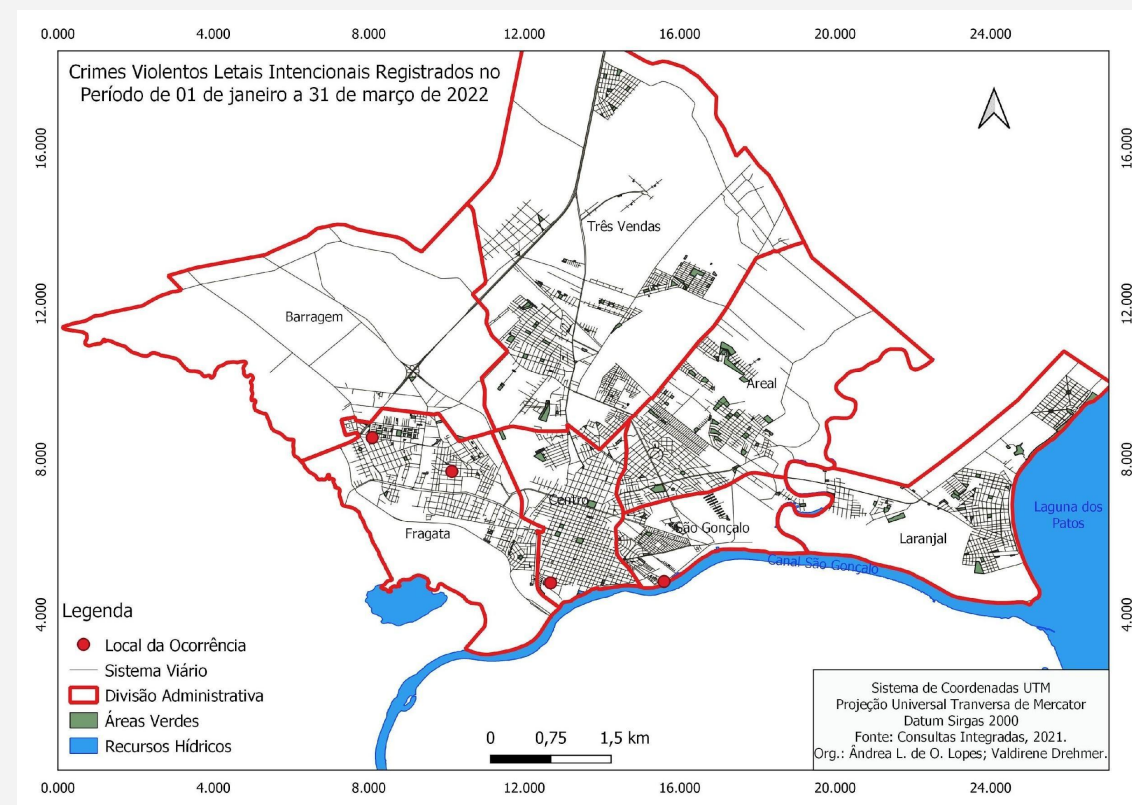 0.000 4.000 8.000 12.000 16.000 20.000 24.000
Crimes Violentos Letais Intencionais Registrados no
Período de 01 de janeiro a 31 de março de 2022
16.000
16.000
Três Vendas
12.000
12.000
Barragem
Areal
8.000
8.000
Centro
Laguna dos
Patos
São Gonçalo
Fragata
Laranjal
Canal São Gonçalo
4.000
4.000
Legenda
Local da Ocorrência
Sistema Viário
Divisão Administrativa
Áreas Verdes
Recursos Hídricos
0 0,75 1,5 km
Sistema de Coordenadas UTM
Projeção Universal Tranversa de Mercator
Datum Sirgas 2000
Fonte: Consultas Integradas, 2021.
Org.: Ândrea L. de O. Lopes; Valdirene Drehmer.
0.000 4.000 8.000 12.000 16.000 20.000 24.000